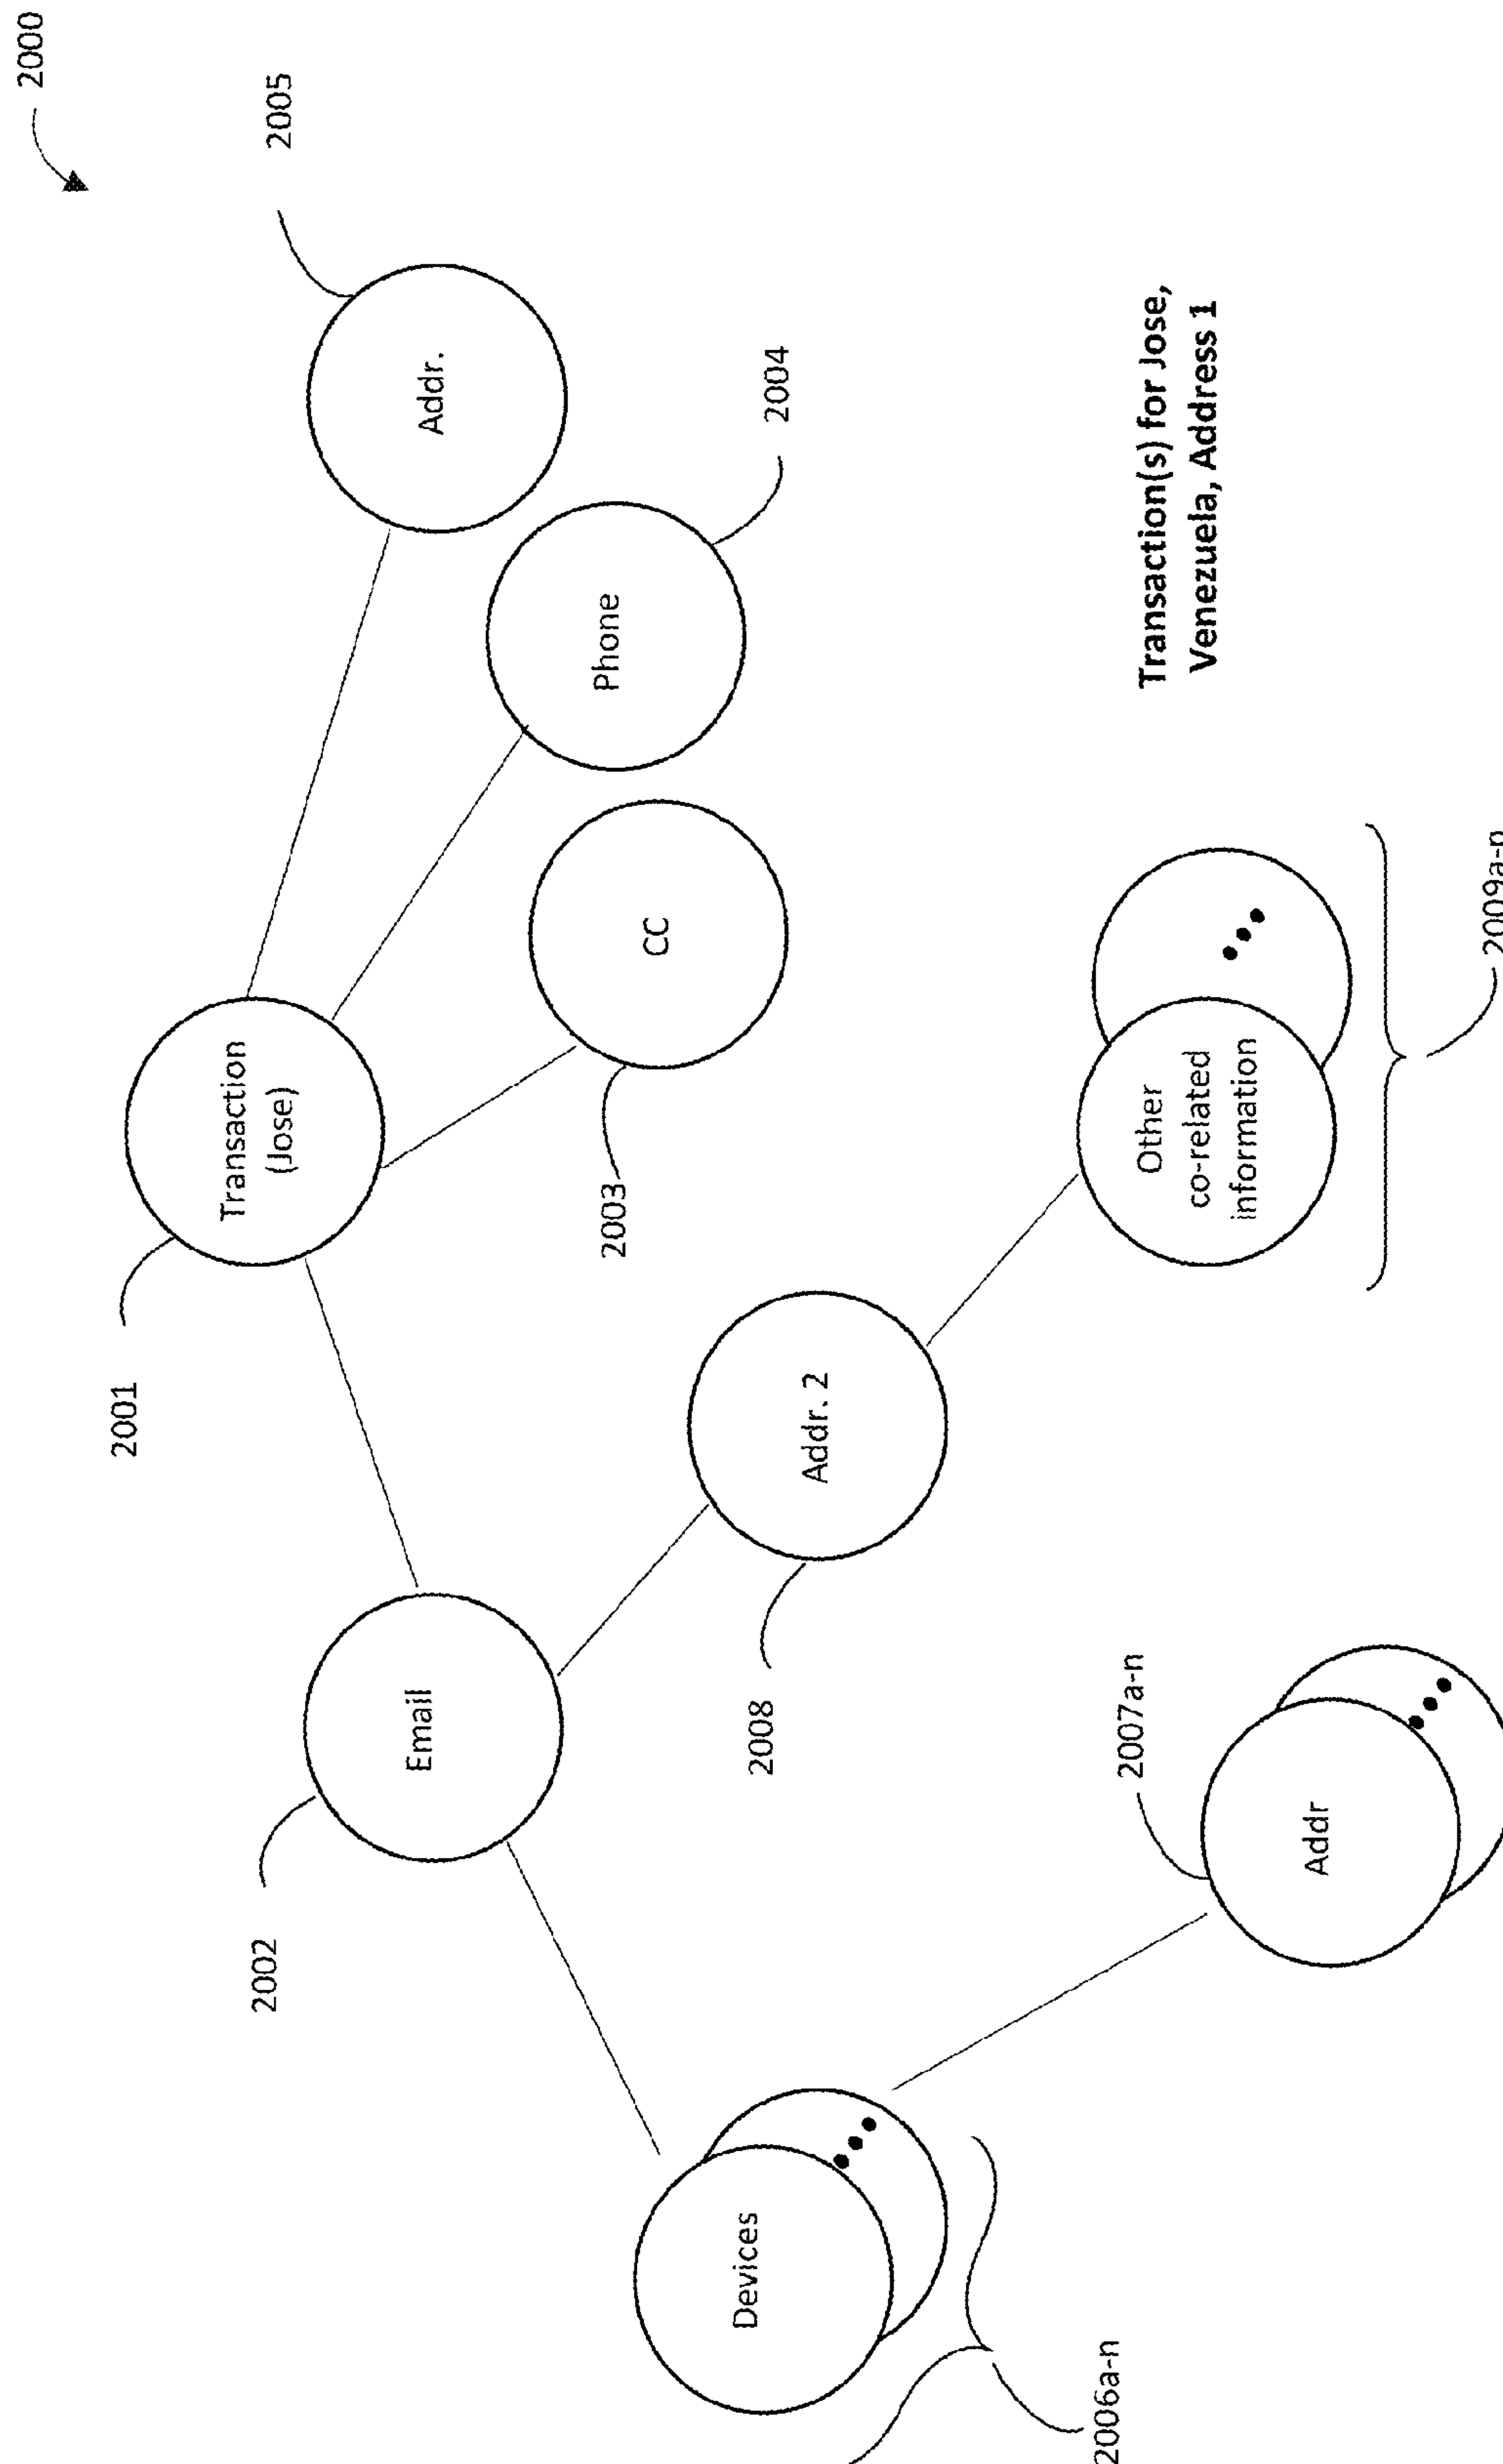 2000
2005
Addr.
2004
Phone
Transaction(s) for Jose,
Venezuela, Address 1
CC
2003
Transaction
(Jose)
2001
Other
co-related
information
2009a-n
Addr. 2
2008
Email
2002
2007a-n
Addr
Devices
2006a-n